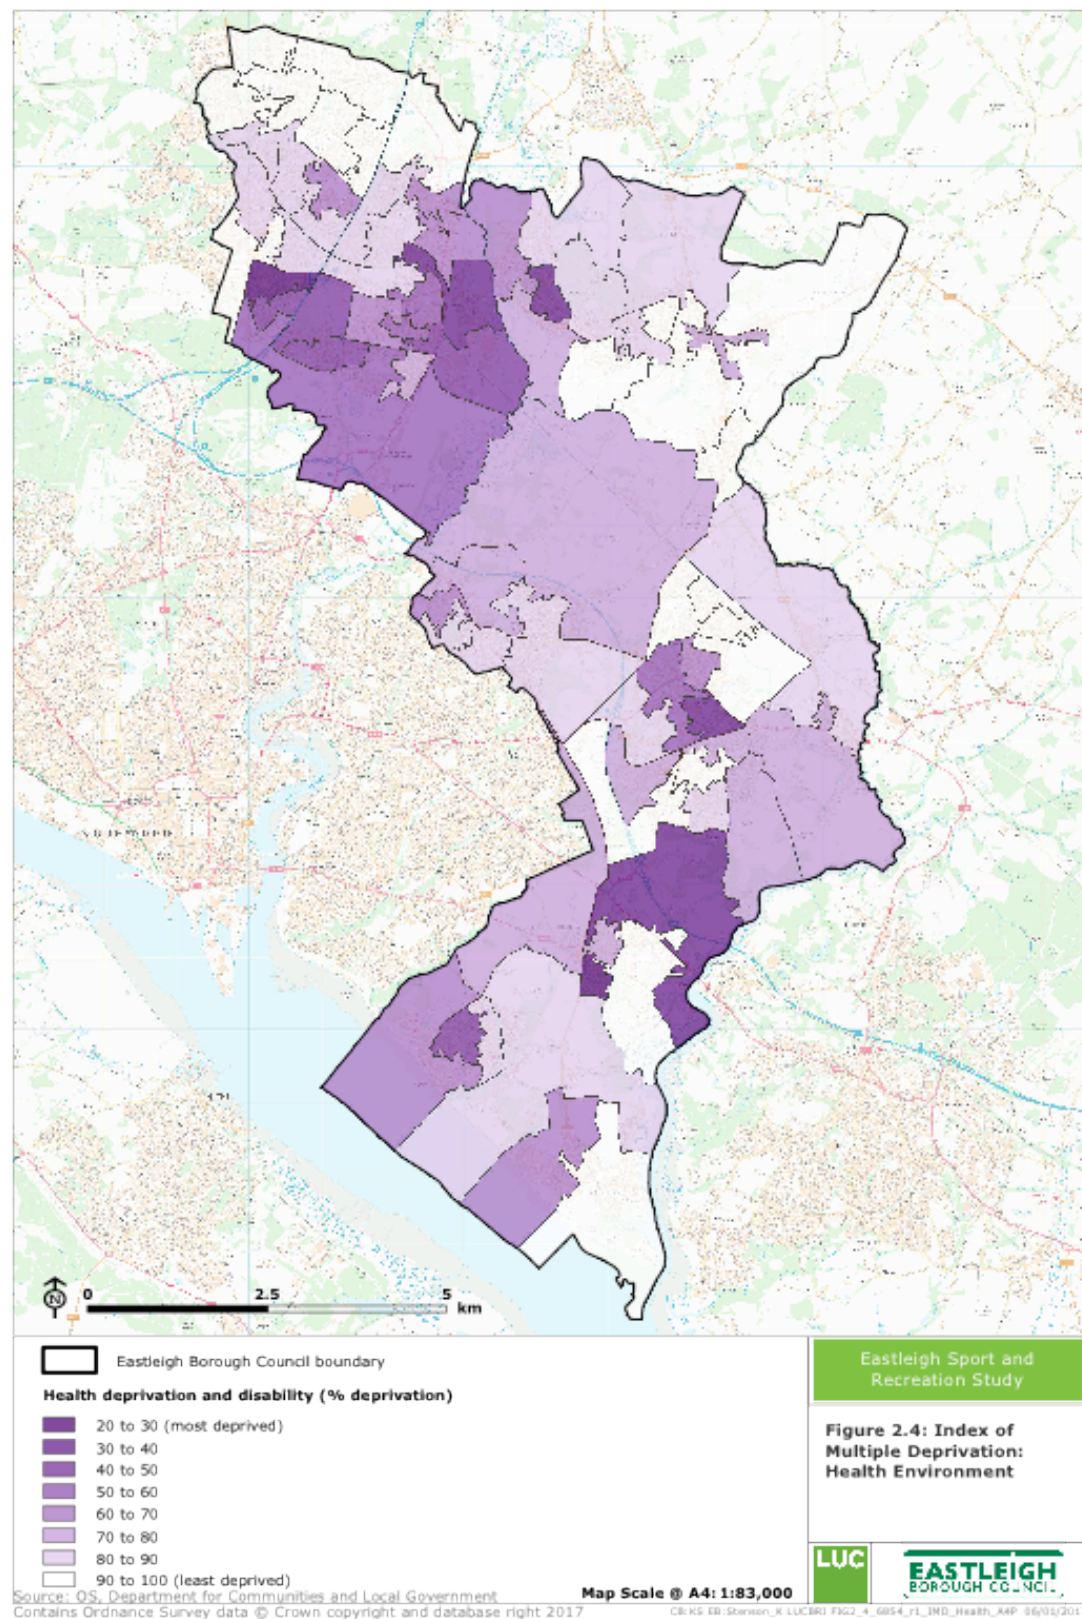 N
0 2.5 5
km
Eastleigh Borough Council boundary
Health deprivation and disability (% deprivation)
20 to 30 (most deprived)
30 to 40
40 to 50
50 to 60
60 to 70
70 to 80
80 to 90
90 to 100 (least deprived)
Source: OS, Department for Communities and Local Government
Map Scale @ A4: 1:83,000
Contains Ordnance Survey data © Crown copyright and database right 2017
Eastleigh Sport and
Recreation Study
Figure 2.4: Index of
Multiple Deprivation:
Health Environment
LUC
EASTLEIGH
BOROUGH COUNCIL